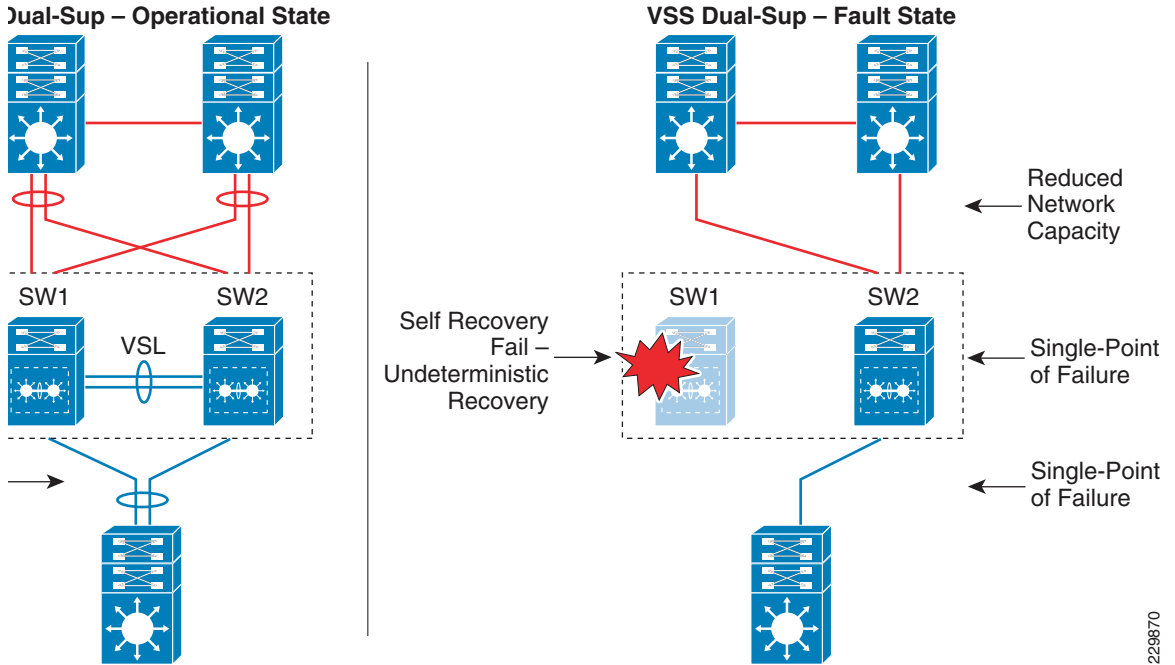 Dual-Sup – Operational State
SW1
SW2
VSL
VSS Dual-Sup – Fault State
Reduced
Network
Capacity
SW1
SW2
Self Recovery
Fail –
Undeterministic
Recovery
Single-Point
of Failure
Single-Point
of Failure
229870